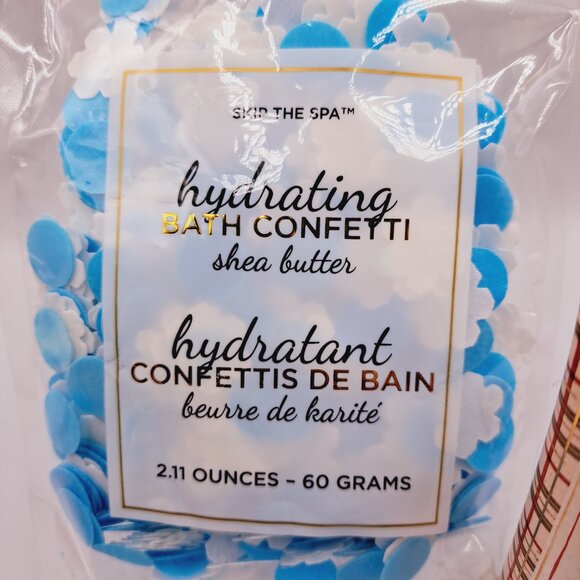 SKIP THE SPA™
hydrating
BATH CONFETTI
shea butter
hydratant
CONFETTIS DE BAIN
beurre de karité
2.11 OUNCES – 60 GRAMS